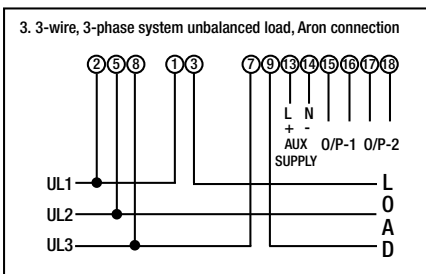 3. 3-wire, 3-phase system unbalanced load, Aron connection
2 5 8 1 3 7 9 13 14 15 16 17 18
L N
+ -
AUX O/P-1 O/P-2
SUPPLY
UL1
UL2
UL3
L
O
A
D